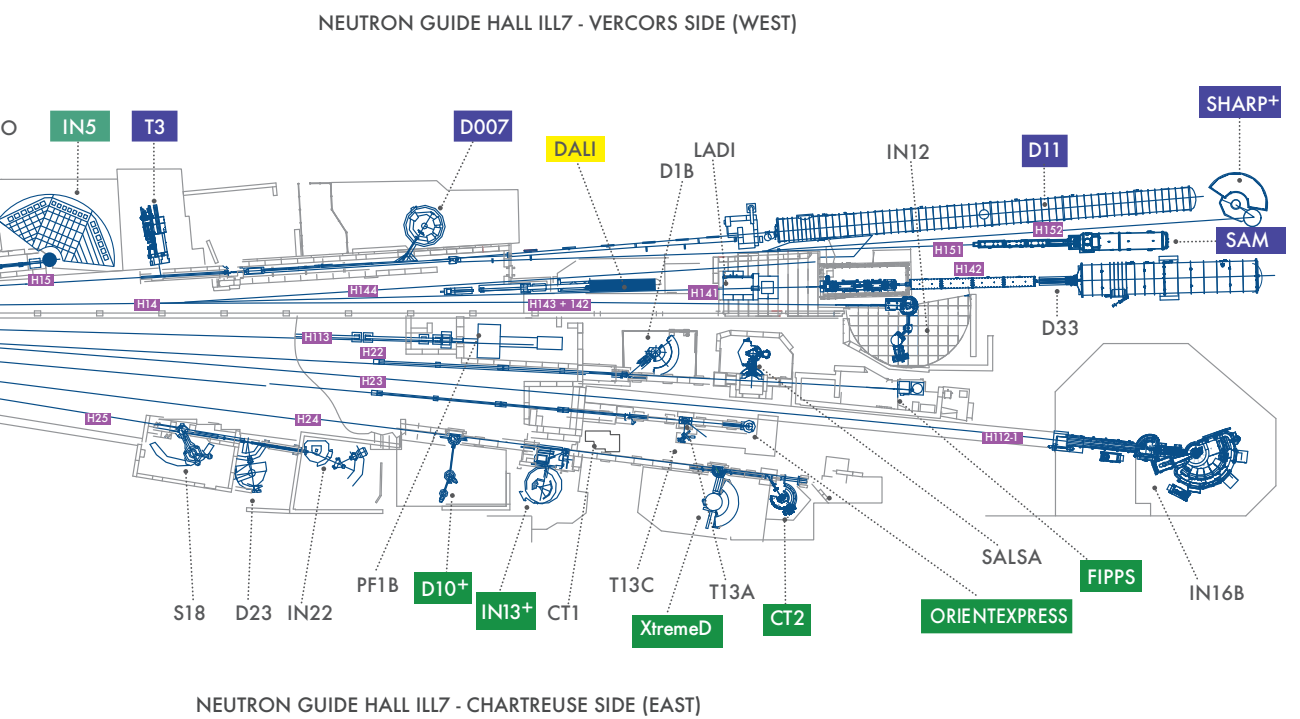 NEUTRON GUIDE HALL ILL7 - VERCORS SIDE (WEST)
SHARP+
O
IN5
T3
D007
DALI
LADI
D1B
IN12
D11
H152
SAM
H151
H142
H15
H144
H141
H14
H143 + 142
D33
H113
H22
H23
H25
H24
H112-1
SALSA
FIPPS
PF1B
D10+
T13C
T13A
IN16B
S18
D23
IN22
IN13+
CT1
XtremeD
CT2
ORIENTEXPRESS
NEUTRON GUIDE HALL ILL7 - CHARTREUSE SIDE (EAST)